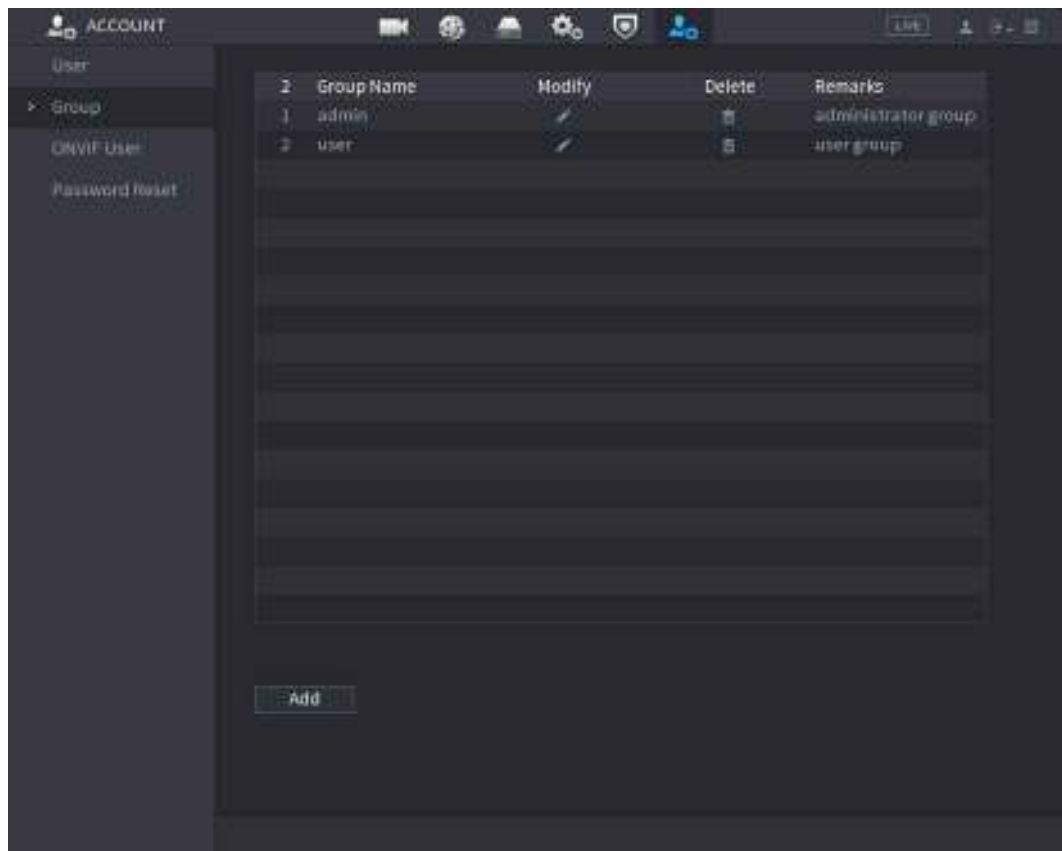 ACCOUNT
LIVE
User
Group
ONVIF User
Password Reset
2 Group Name Modify Delete Remarks
1 admin administrator group
2 user user group
Add